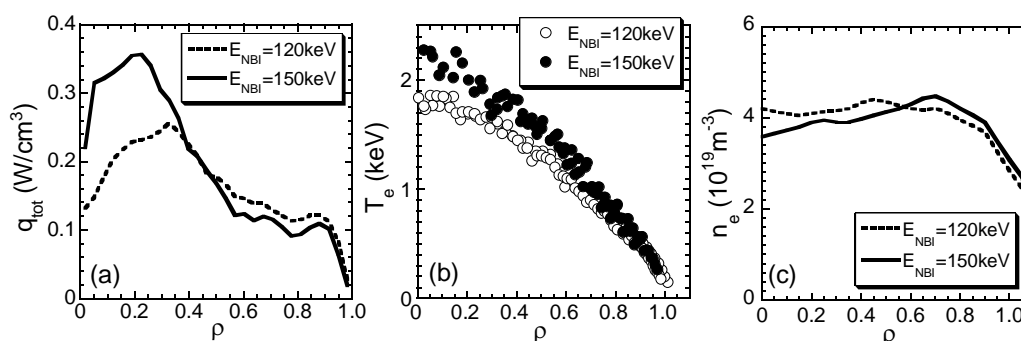 0.4
0.3
0.2
0.1
0
q_tot (W/cm3)
E_NBI=120keV
E_NBI=150keV
(a)
0 0.2 0.4 0.6 0.8 1.0
ρ
2
1
0
T_e (keV)
E_NBI=120keV
E_NBI=150keV
(b)
0 0.2 0.4 0.6 0.8 1.0
ρ
6
4
2
0
n_e (10^19m^-3)
E_NBI=120keV
E_NBI=150keV
(c)
0 0.2 0.4 0.6 0.8 1.0
ρ